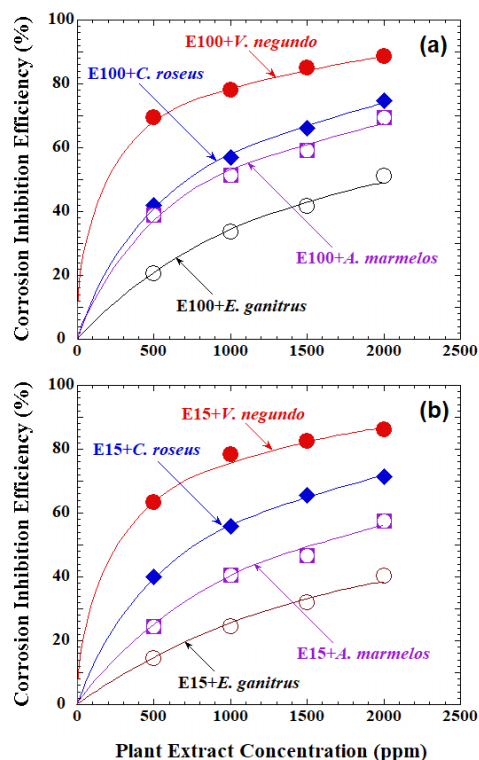 100
(a)
E100+V. negundo
80
E100+C. roseus
60
40
E100+A. marmelos
20
E100+E. ganitrus
0
0 500 1000 1500 2000 2500
Corrosion Inhibition Efficiency (%)
100
(b)
E15+V. negundo
80
E15+C. roseus
60
40
E15+A. marmelos
20
E15+E. ganitrus
0
0 500 1000 1500 2000 2500
Corrosion Inhibition Efficiency (%)
Plant Extract Concentration (ppm)